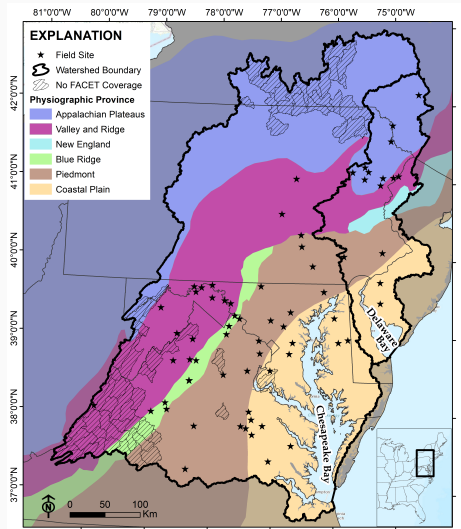 81°0'0"W 80°0'0"W 79°0'0"W 78°0'0"W 77°0'0"W 76°0'0"W 75°0'0"W
EXPLANATION
Field Site
Watershed Boundary
No FACET Coverage
Physiographic Province
Appalachian Plateaus
Valley and Ridge
New England
Blue Ridge
Piedmont
Coastal Plain
42°0'0"N
41°0'0"N
40°0'0"N
39°0'0"N
38°0'0"N
37°0'0"N
Delaware
Bay
Chesapeake Bay
N
0 50 100
Km